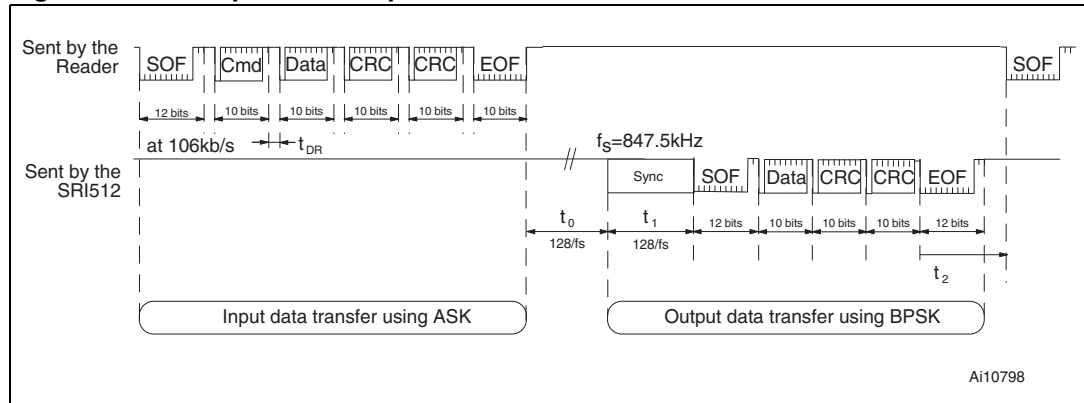 Sent by the
Reader
SOF Cmd Data CRC CRC EOF SOF
12 bits 10 bits 10 bits 10 bits 10 bits 10 bits
at 106kb/s tDR fS=847.5kHz
Sent by the
SRI512
Sync SOF Data CRC CRC EOF
t0 t1 12 bits 10 bits 10 bits 10 bits 12 bits
128/fs 128/fs
t2
Input data transfer using ASK Output data transfer using BPSK
Ai10798